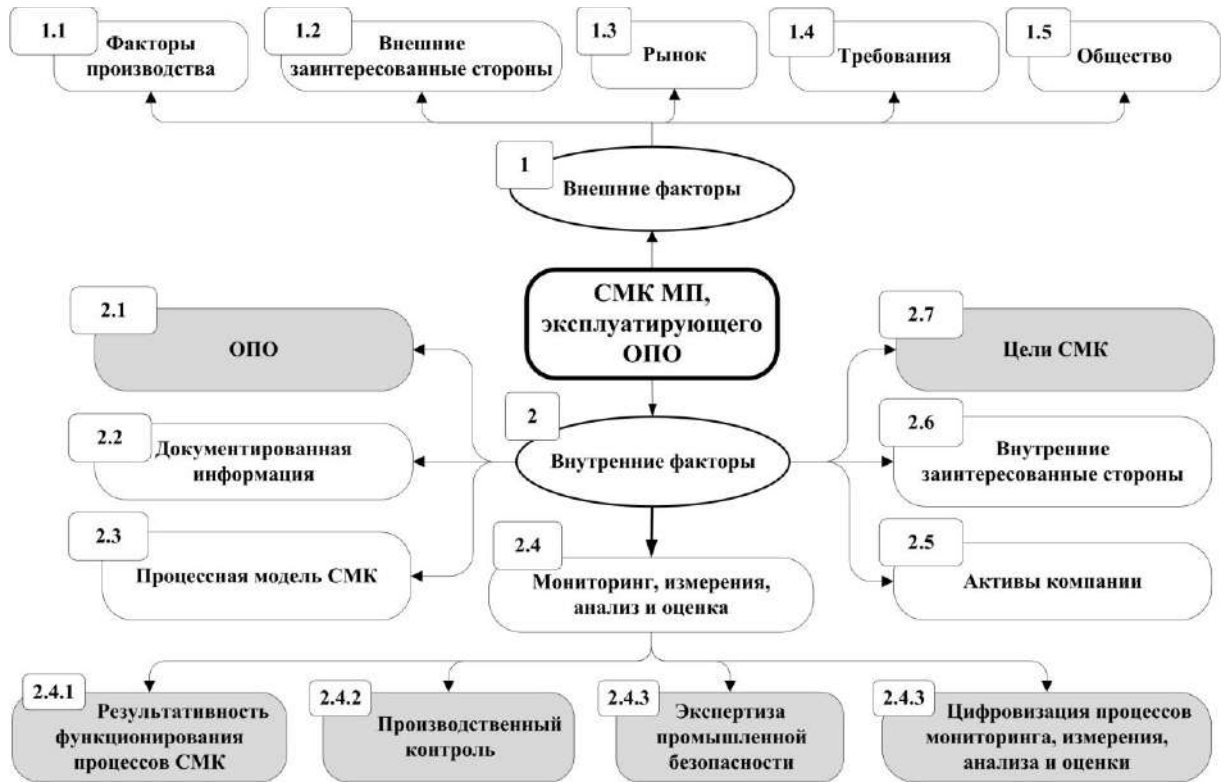 1.1
Факторы
производства
1.2
Внешние
заинтересованные стороны
1.3
Рынок
1.4
Требования
1.5
Общество
1
Внешние факторы
СМК МП,
эксплуатирующего
ОПО
2.1
ОПО
2.7
Цели СМК
2
Внутренние факторы
2.2
Документированная
информация
2.6
Внутренние
заинтересованные стороны
2.3
Процессная модель СМК
2.4
Мониторинг, измерения,
анализ и оценка
2.5
Активы компании
2.4.1
Результативность
функционирования
процессов СМК
2.4.2
Производственный
контроль
2.4.3
Экспертиза
промышленной
безопасности
2.4.3
Цифровизация процессов
мониторинга, измерения,
анализа и оценки